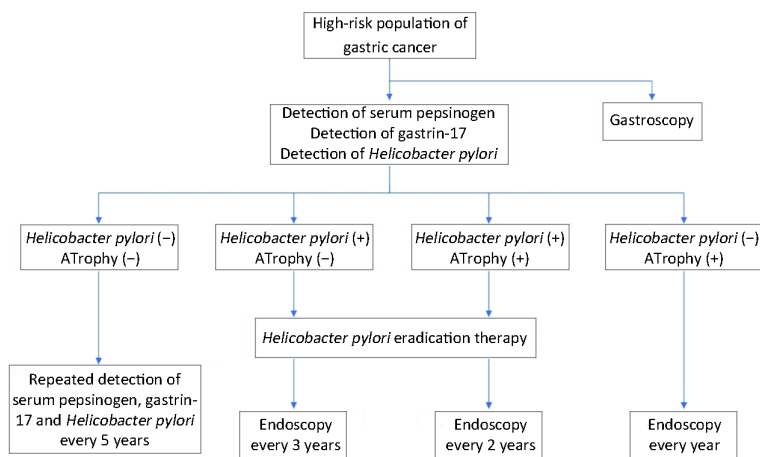 High-risk population of
gastric cancer
Detection of serum pepsinogen
Detection of gastrin-17
Detection of Helicobacter pylori
Gastroscopy
Helicobacter pylori (−)
ATrophy (−)
Helicobacter pylori (+)
ATrophy (−)
Helicobacter pylori (+)
ATrophy (+)
Helicobacter pylori (−)
ATrophy (+)
Helicobacter pylori eradication therapy
Repeated detection of
serum pepsinogen, gastrin-
17 and Helicobacter pylori
every 5 years
Endoscopy
every 3 years
Endoscopy
every 2 years
Endoscopy
every year